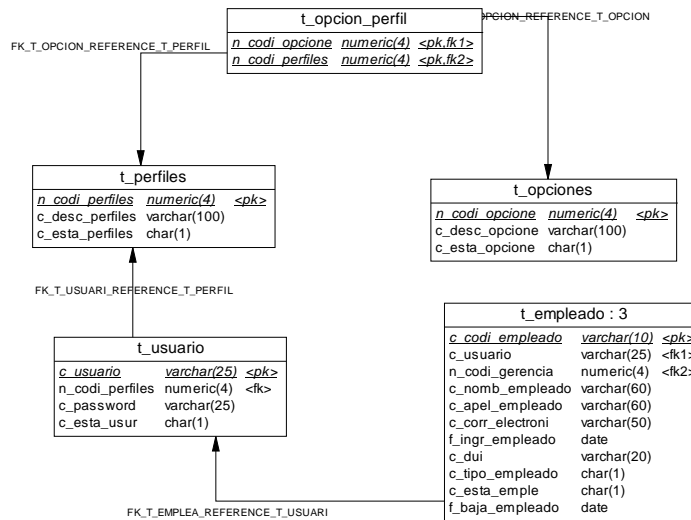 t_opcion_perfil
n_codi_opcione numeric(4) <pk,fk1>
n_codi_perfiles numeric(4) <pk,fk2>
OPCION_REFERENCE_T_OPCION
FK_T_OPCION_REFERENCE_T_PERFIL
t_perfiles
n_codi_perfiles numeric(4) <pk>
c_desc_perfiles varchar(100)
c_esta_perfiles char(1)
t_opciones
n_codi_opcione numeric(4) <pk>
c_desc_opcione varchar(100)
c_esta_opcione char(1)
FK_T_USUARI_REFERENCE_T_PERFIL
t_usuario
c_usuario varchar(25) <pk>
n_codi_perfiles numeric(4) <fk>
c_password varchar(25)
c_esta_usur char(1)
t_empleado : 3
c_codi_empleado varchar(10) <pk>
c_usuario varchar(25) <fk1>
n_codi_gerencia numeric(4) <fk2>
c_nomb_empleado varchar(60)
c_apel_empleado varchar(60)
c_corr_electroni varchar(50)
f_ingr_empleado date
c_dui varchar(20)
c_tipo_empleado char(1)
c_esta_emple char(1)
f_baja_empleado date
FK_T_EMPLEA_REFERENCE_T_USUARI